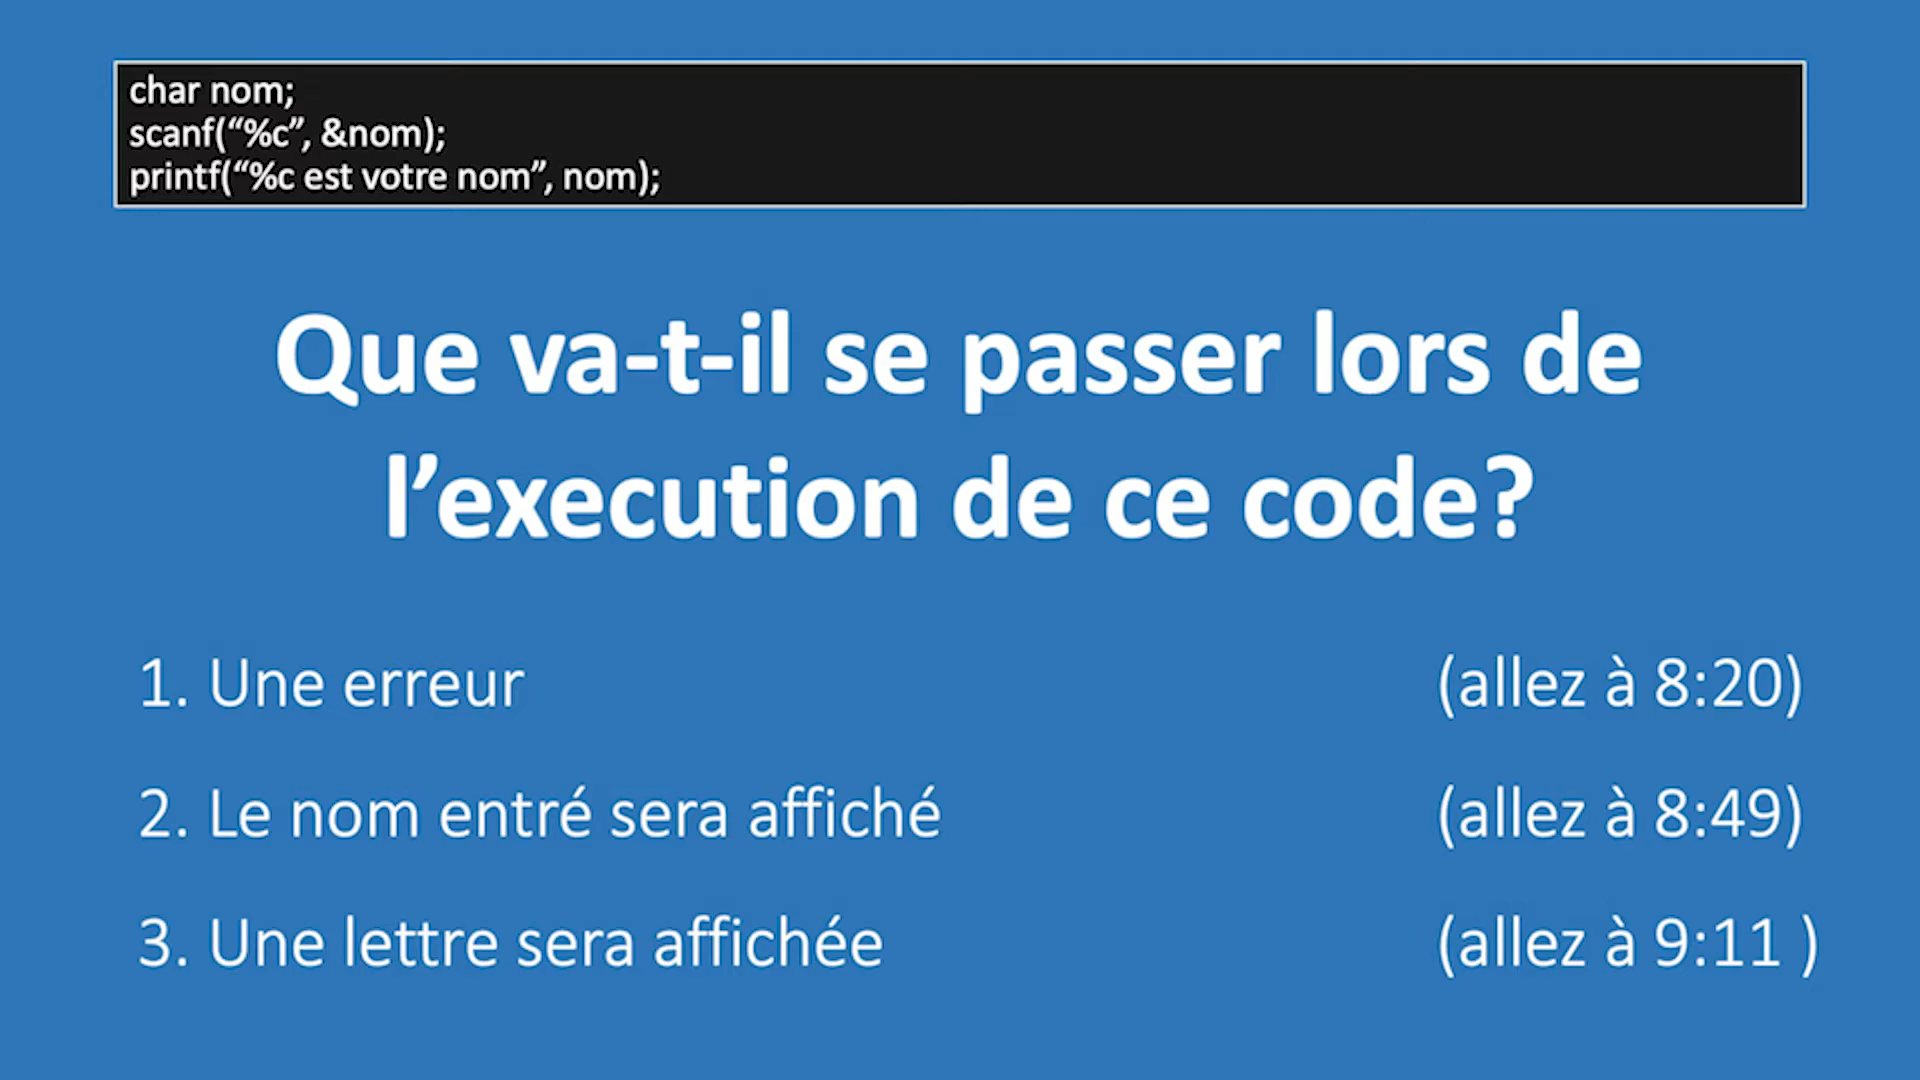 char nom;
scanf(“%c”, &nom);
printf(“%c est votre nom”, nom);
Que va-t-il se passer lors de
l’execution de ce code?
1. Une erreur (allez à 8:20)
2. Le nom entré sera affiché (allez à 8:49)
3. Une lettre sera affichée (allez à 9:11 )